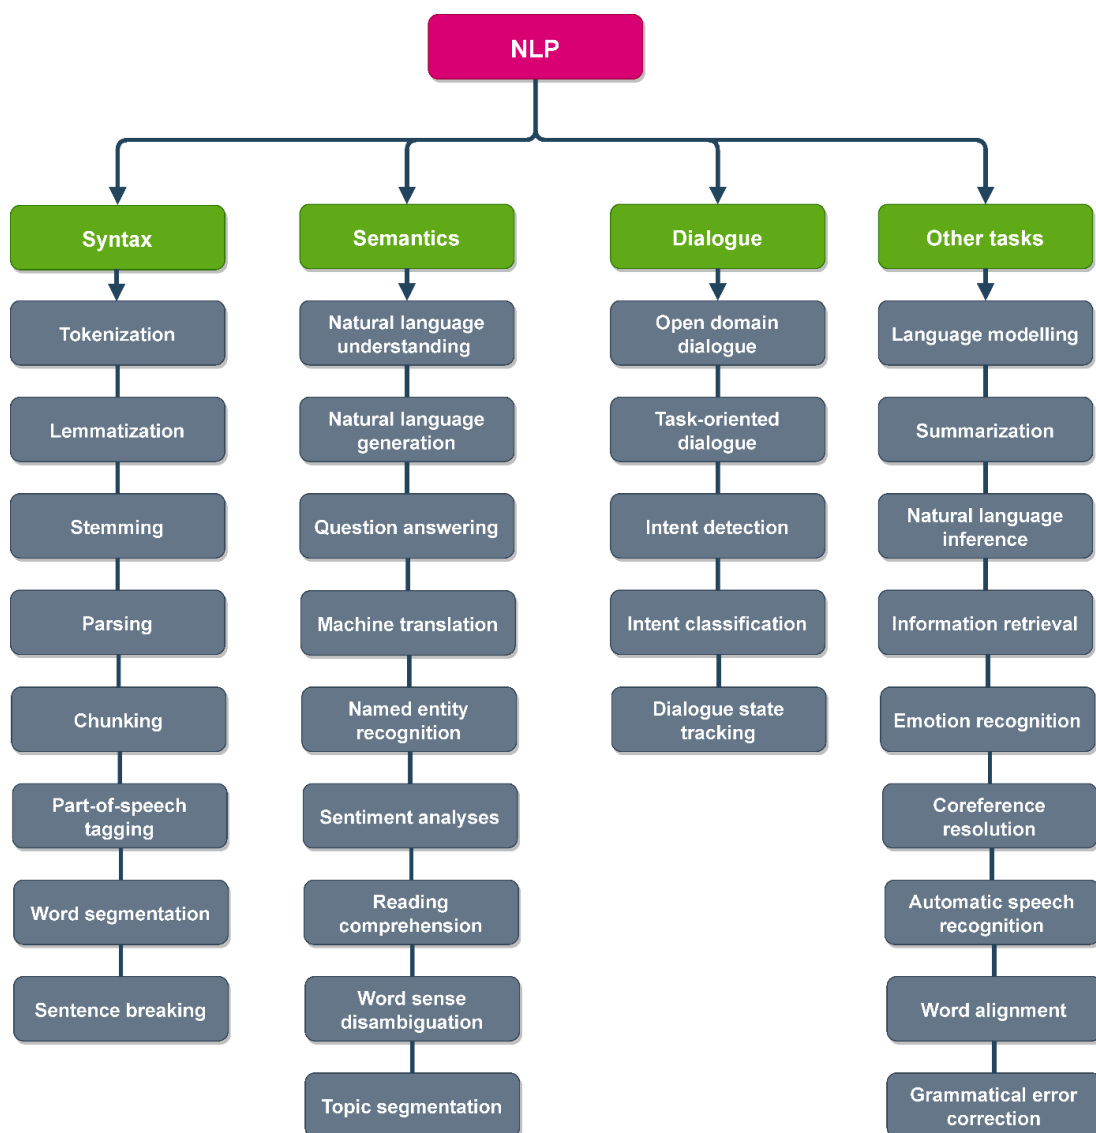 NLP
Syntax
Tokenization
Lemmatization
Stemming
Parsing
Chunking
Part-of-speech
tagging
Word segmentation
Sentence breaking
Semantics
Natural language
understanding
Natural language
generation
Question answering
Machine translation
Named entity
recognition
Sentiment analyses
Reading
comprehension
Word sense
disambiguation
Topic segmentation
Dialogue
Open domain
dialogue
Task-oriented
dialogue
Intent detection
Intent classification
Dialogue state
tracking
Other tasks
Language modelling
Summarization
Natural language
inference
Information retrieval
Emotion recognition
Coreference
resolution
Automatic speech
recognition
Word alignment
Grammatical error
correction